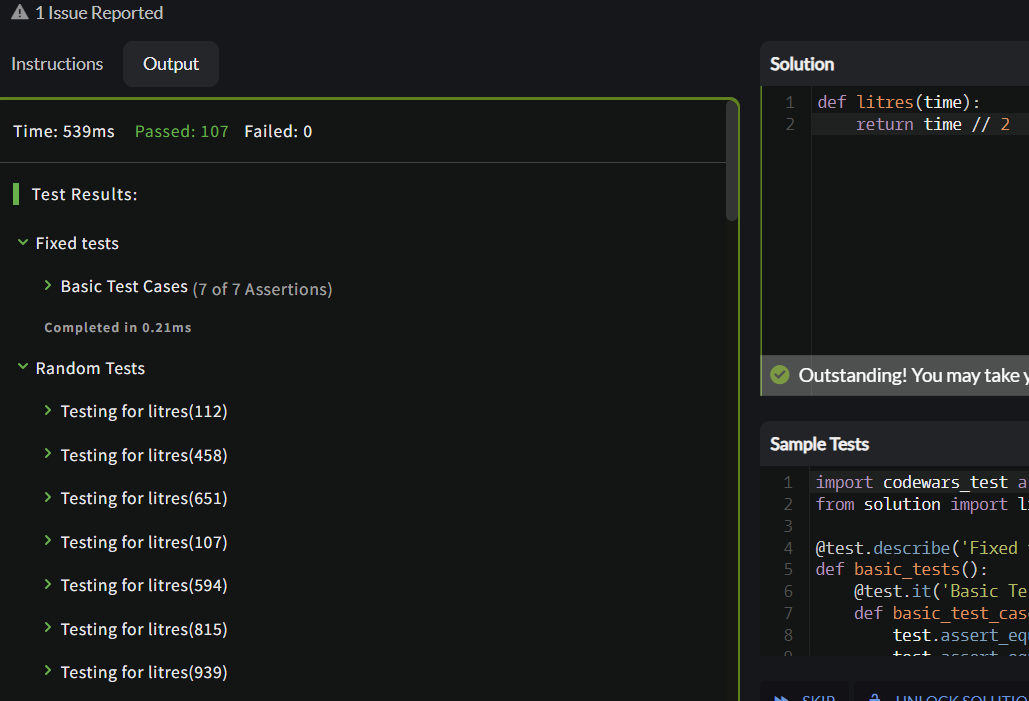 1 Issue Reported
Instructions
Output
Time: 539ms Passed: 107 Failed: 0
Test Results:
Fixed tests
Basic Test Cases (7 of 7 Assertions)
Completed in 0.21ms
Random Tests
Testing for litres(112)
Testing for litres(458)
Testing for litres(651)
Testing for litres(107)
Testing for litres(594)
Testing for litres(815)
Testing for litres(939)
Solution
1 def litres(time):
2 return time // 2
Outstanding! You may take
Sample Tests
1 import codewars_test a
2 from solution import li
3
4 @test.describe('Fixed
5 def basic_tests():
6 @test.it('Basic Te
7 def basic_test_cas
8 test.assert_equ
9 test.assert_equ
SKIP
UNLOCK SOLUTIO